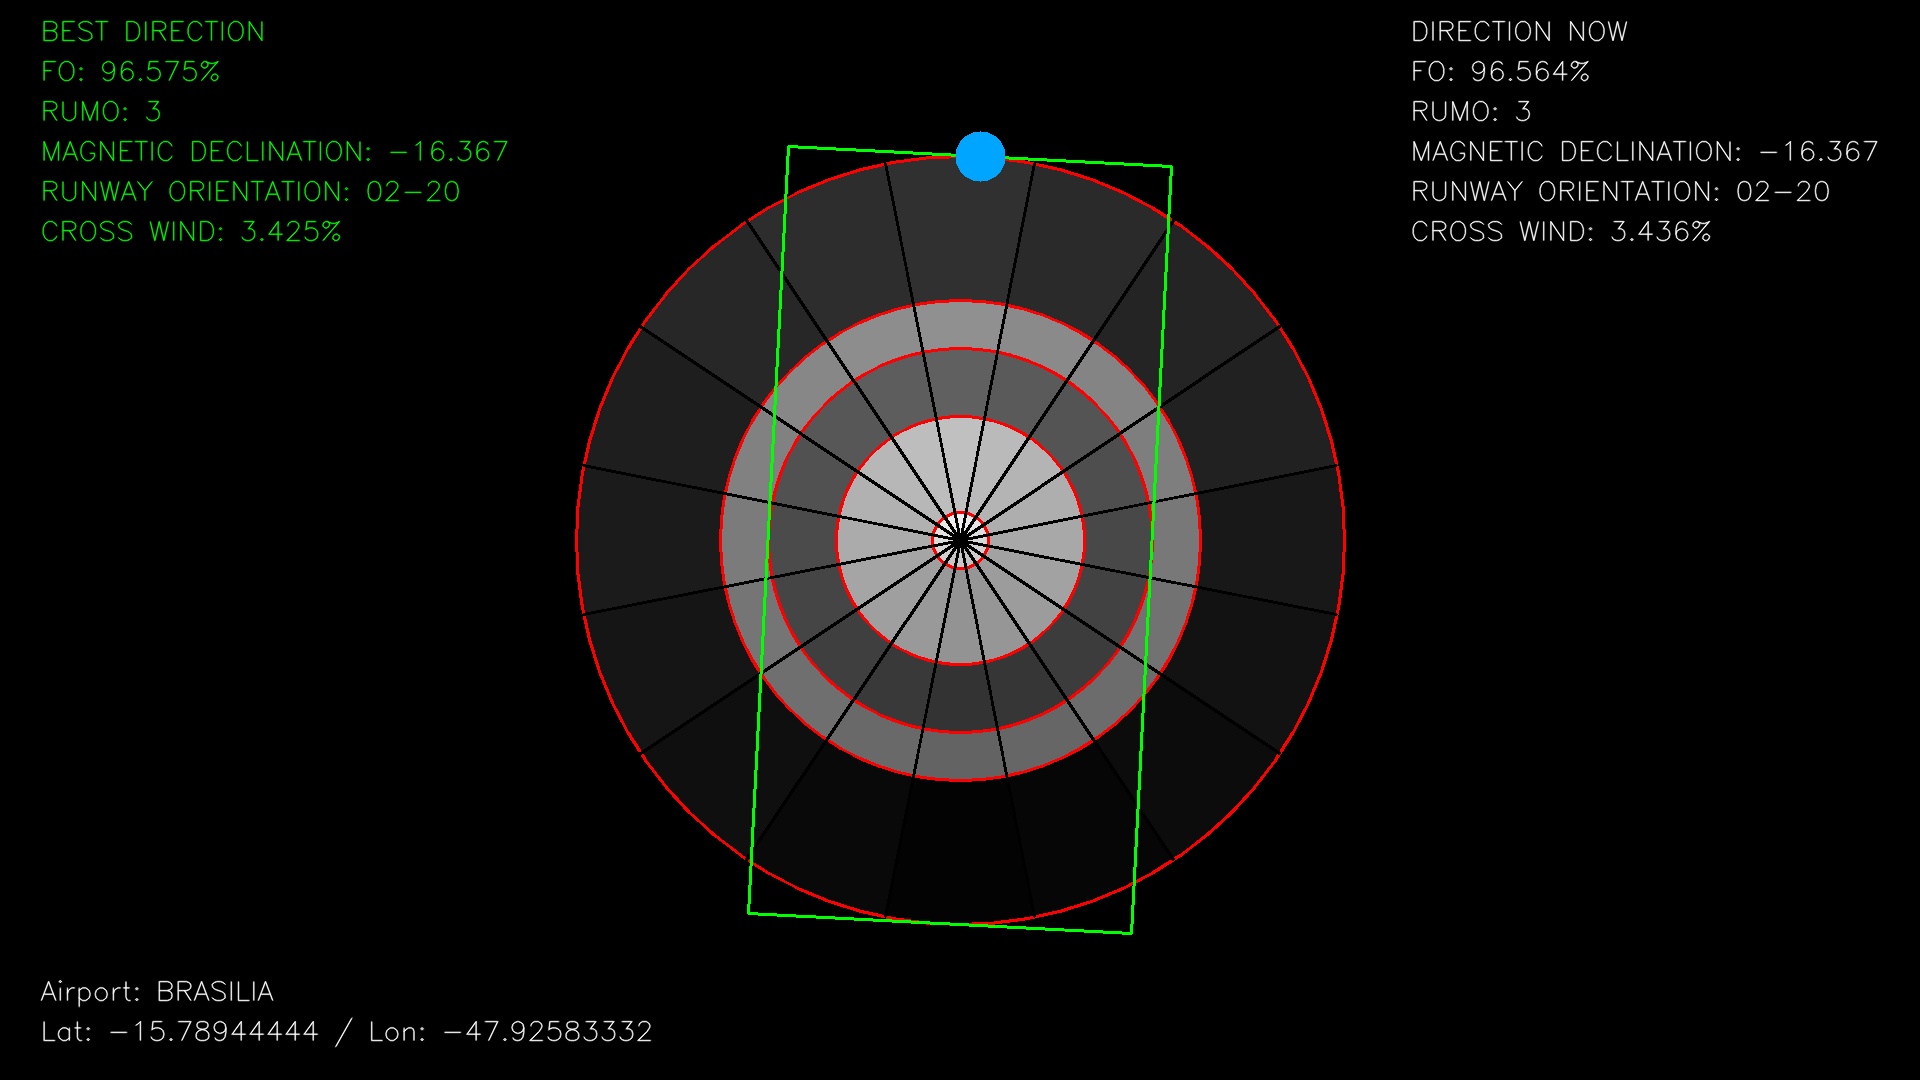 BEST DIRECTION
FO: 96.575%
RUMO: 3
MAGNETIC DECLINATION: -16.367
RUNWAY ORIENTATION: 02-20
CROSS WIND: 3.425%
DIRECTION NOW
FO: 96.564%
RUMO: 3
MAGNETIC DECLINATION: -16.367
RUNWAY ORIENTATION: 02-20
CROSS WIND: 3.436%
Airport: BRASILIA
Lat: -15.78944444 / Lon: -47.92583332